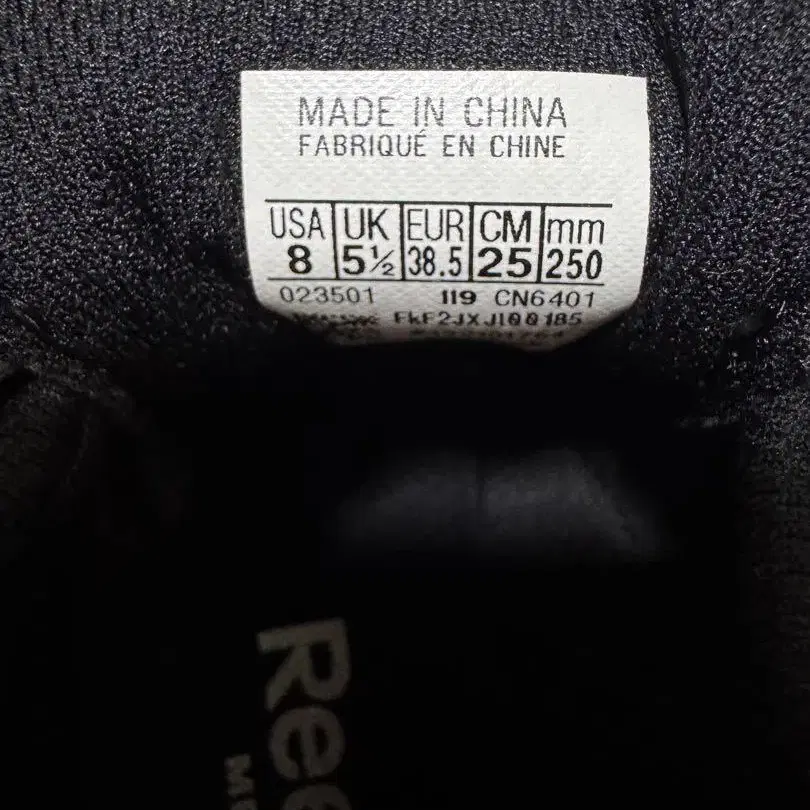 MADE IN CHINA
FABRIQUÉ EN CHINE
USA UK EUR CM mm
8 5½ 38.5 25 250
023501 119 CN6401
FkF2JXJ100185
Ree